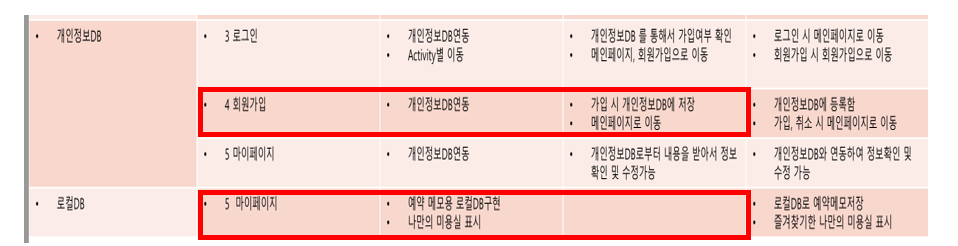 • 개인정보DB
• 3 로그인
• 개인정보DB연동
• Activity별 이동
• 개인정보DB 를 통해서 가입여부 확인
• 메인페이지, 회원가입으로 이동
• 로그인 시 메인페이지로 이동
• 회원가입 시 회원가입으로 이동
• 4 회원가입
• 개인정보DB연동
• 가입 시 개인정보DB에 저장
• 메인페이지로 이동
• 개인정보DB에 등록함
• 가입, 취소 시 메인페이지로 이동
• 5 마이페이지
• 개인정보DB연동
• 개인정보DB로부터 내용을 받아서 정보
확인 및 수정가능
• 개인정보DB와 연동하여 정보확인 및
수정 가능
• 로컬DB
• 5 마이페이지
• 예약 메모용 로컬DB구현
• 나만의 미용실 표시
• 로컬DB로 예약메모저장
• 즐겨찾기한 나만의 미용실 표시